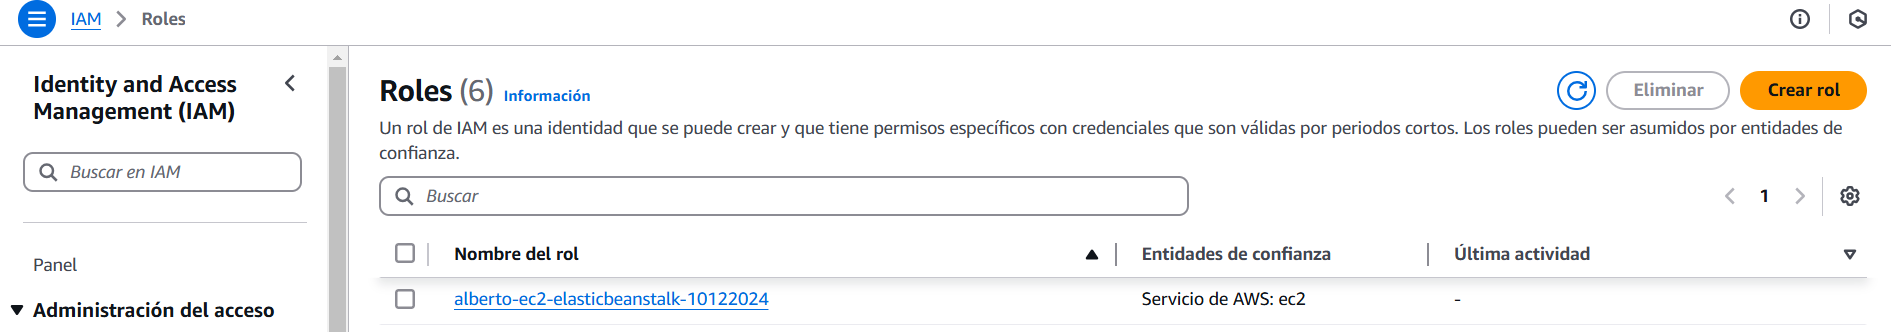 IAM > Roles
Identity and Access
Management (IAM)
Buscar en IAM
Panel
Administración del acceso
Roles (6) Información
Eliminar
Crear rol
Un rol de IAM es una identidad que se puede crear y que tiene permisos específicos con credenciales que son válidas por periodos cortos. Los roles pueden ser asumidos por entidades de
confianza.
Buscar
1
Nombre del rol Entidades de confianza Última actividad
alberto-ec2-elasticbeanstalk-10122024 Servicio de AWS: ec2 -